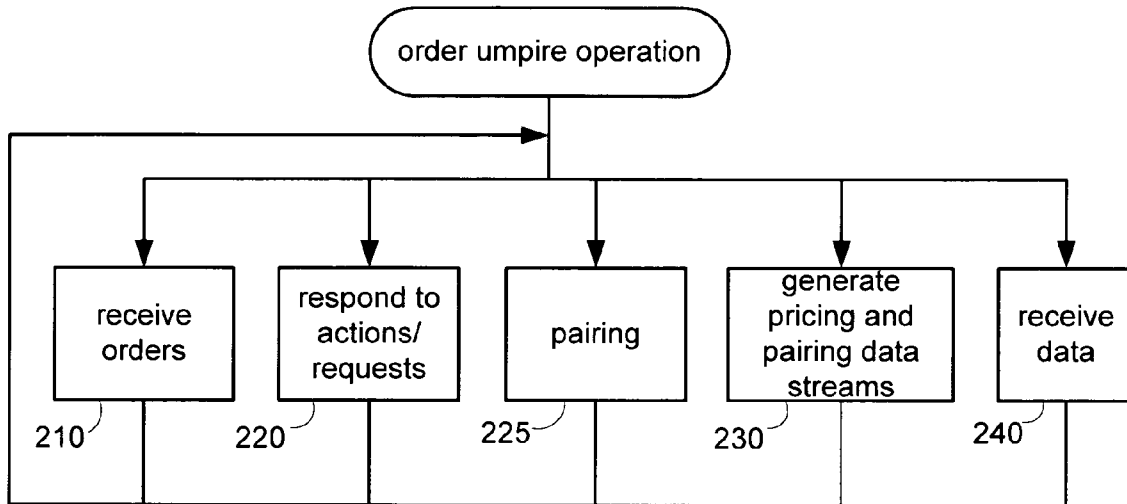 order umpire operation
receive
orders
respond to
actions/
requests
pairing
generate
pricing and
pairing data
streams
receive
data
210
220
225
230
240